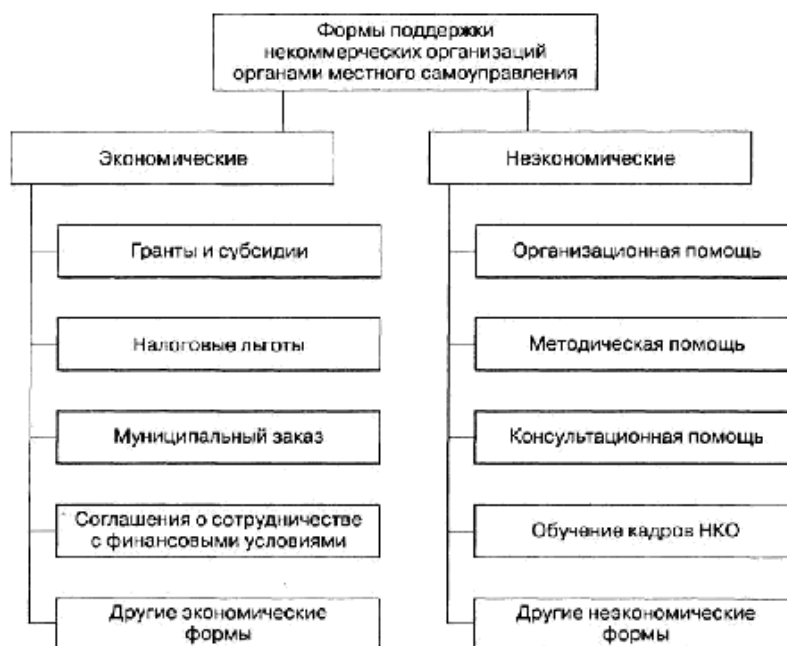 Формы поддержки
некоммерческих организаций
органами местного самоуправления
Экономические
Гранты и субсидии
Налоговые льготы
Муниципальный заказ
Соглашения о сотрудничестве
с финансовыми условиями
Другие экономические
формы
Неэкономические
Организационная помощь
Методическая помощь
Консультационная помощь
Обучение кадров НКО
Другие неэкономические
формы